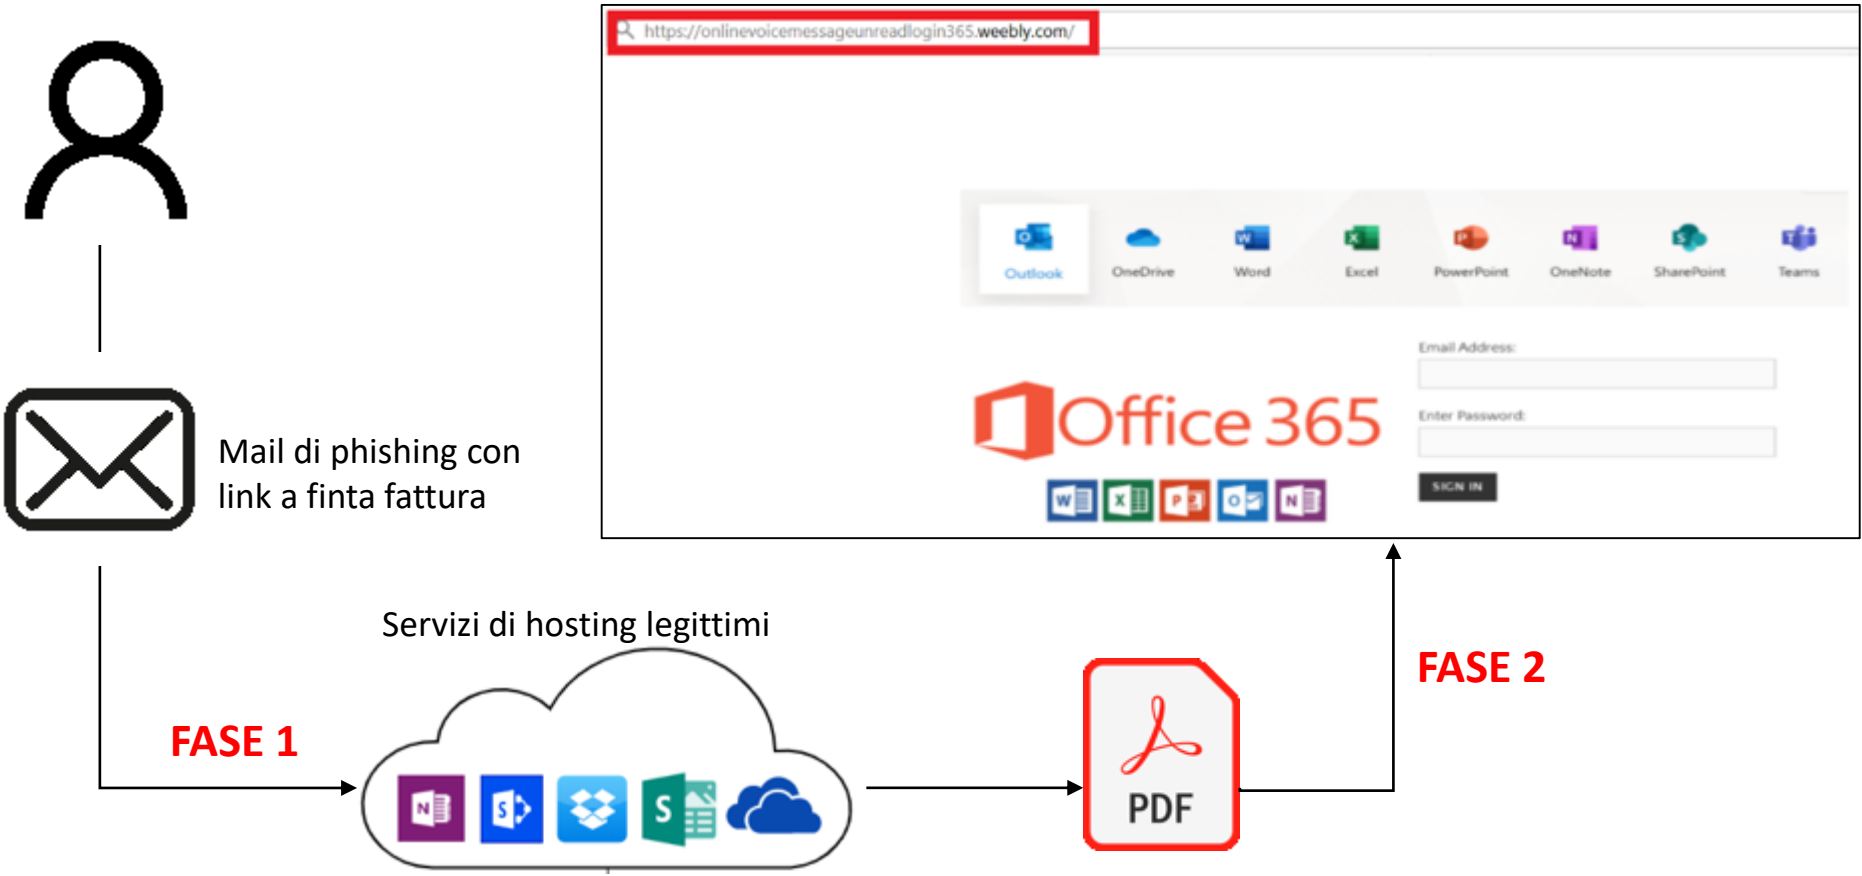 https://onlinevoicemessageunreadlogin365.weebly.com/
Outlook
OneDrive
Word
Excel
PowerPoint
OneNote
SharePoint
Teams
Email Address:
Office 365
Enter Password:
SIGN IN
Mail di phishing con
link a finta fattura
Servizi di hosting legittimi
FASE 1
FASE 2
PDF